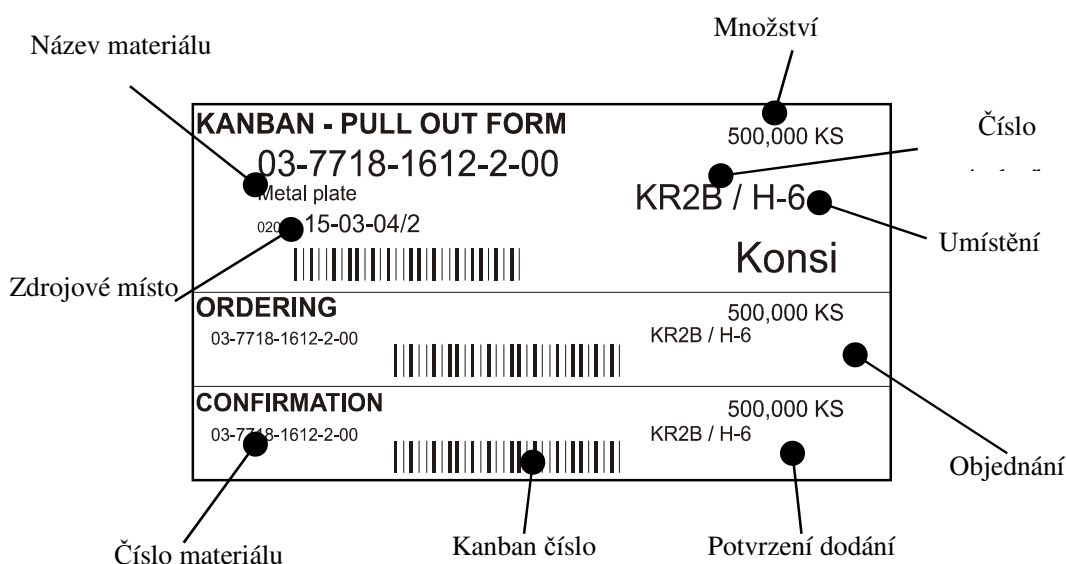 Množství
Název materiálu
KANBAN - PULL OUT FORM
500,000 KS
Číslo
03-7718-1612-2-00
Metal plate
KR2B / H-6
020
15-03-04/2
Umístění
Konsi
Zdrojové místo
ORDERING
500,000 KS
03-7718-1612-2-00
KR2B / H-6
CONFIRMATION
500,000 KS
03-7718-1612-2-00
KR2B / H-6
Objednání
Číslo materiálu
Kanban číslo
Potvrzení dodání